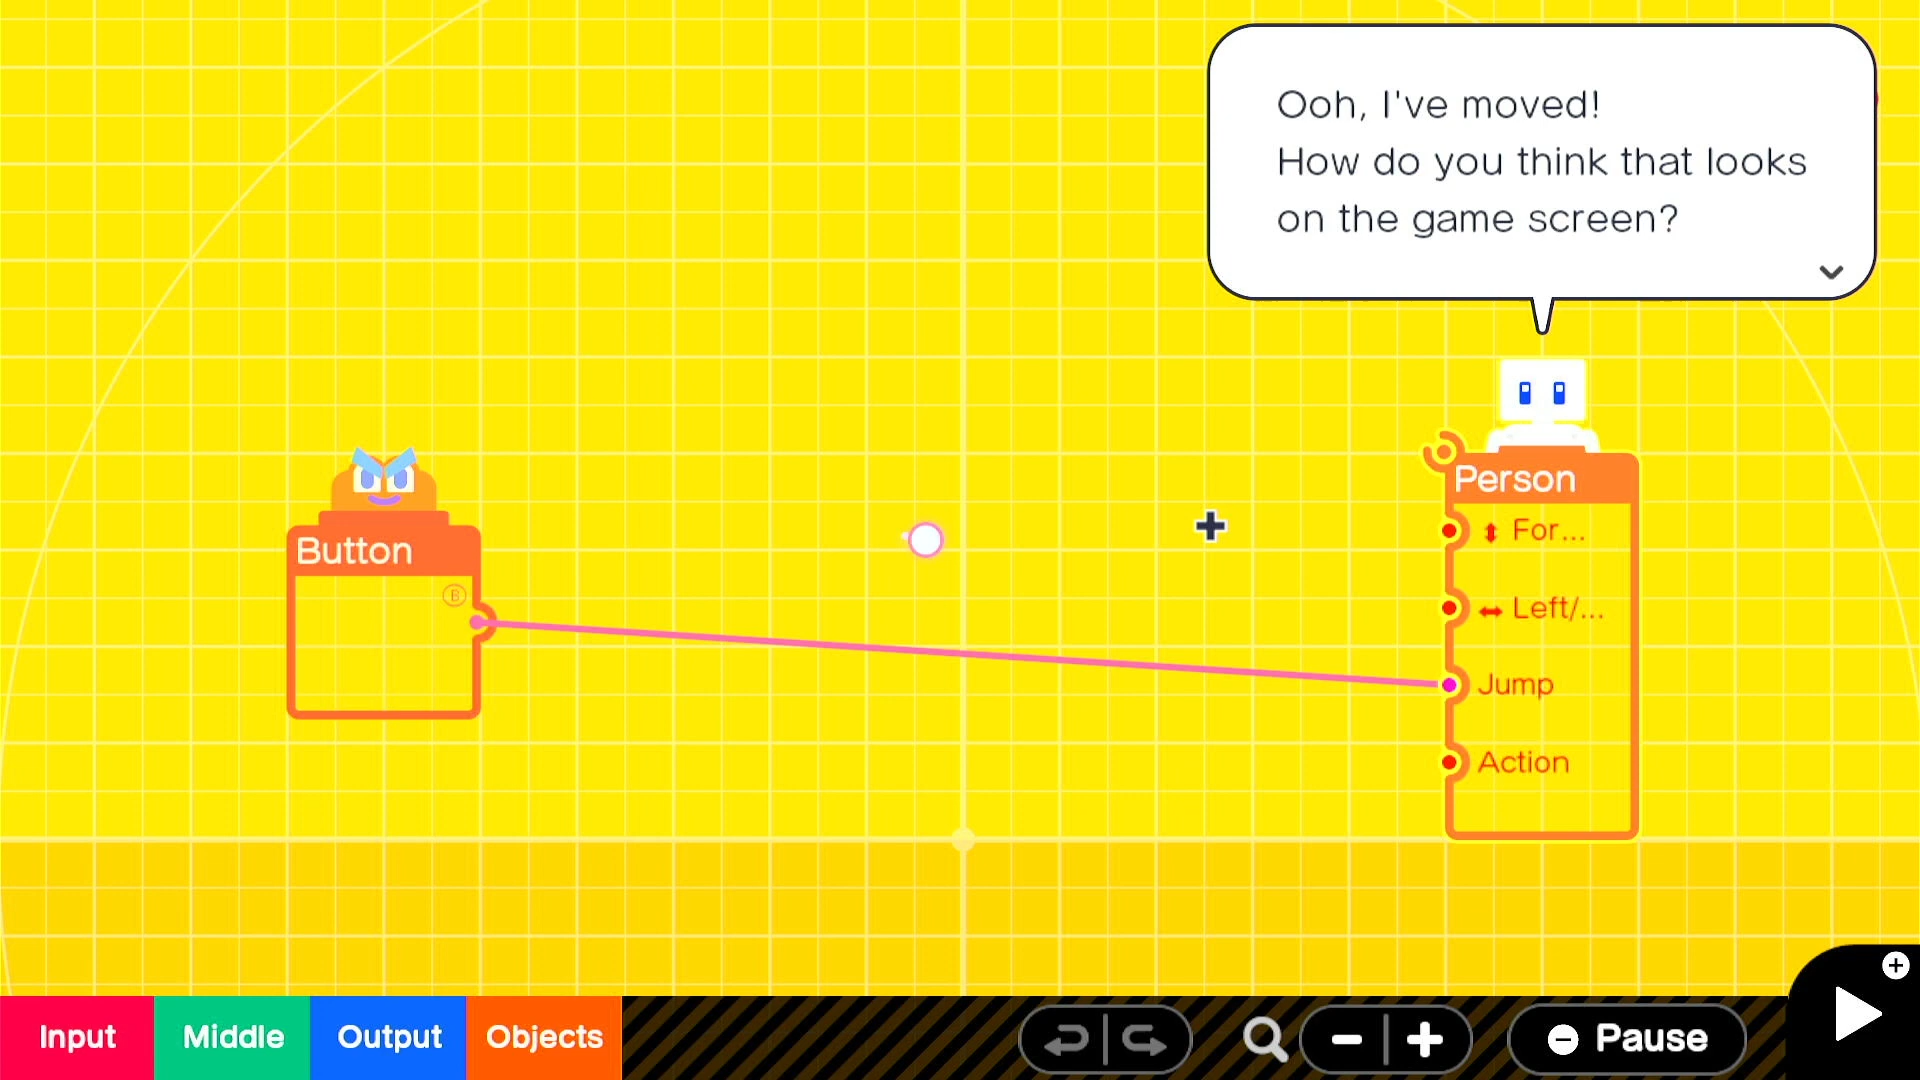 Ooh, I've moved!
How do you think that looks
on the game screen?
Person
For...
Left/...
Jump
Action
Button
B
Input
Middle
Output
Objects
Pause